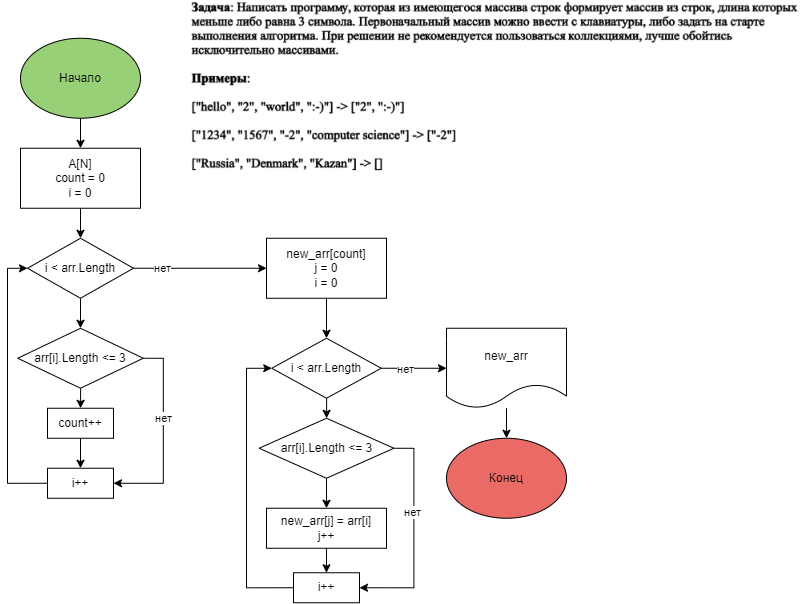 Задача: Написать программу, которая из имеющегося массива строк формирует массив из строк, длина которых
меньше либо равна 3 символа. Первоначальный массив можно ввести с клавиатуры, либо задать на старте
выполнения алгоритма. При решении не рекомендуется пользоваться коллекциями, лучше обойтись
исключительно массивами.
Примеры:
["hello", "2", "world", ":-)"] -> ["2", ":-)"]
["1234", "1567", "-2", "computer science"] -> ["-2"]
["Russia", "Denmark", "Kazan"] -> []
Начало
A[N]
count = 0
i = 0
i < arr.Length
нет
arr[i].Length <= 3
нет
count++
i++
new_arr[count]
j = 0
i = 0
i < arr.Length
нет
arr[i].Length <= 3
нет
new_arr[j] = arr[i]
j++
i++
new_arr
Конец